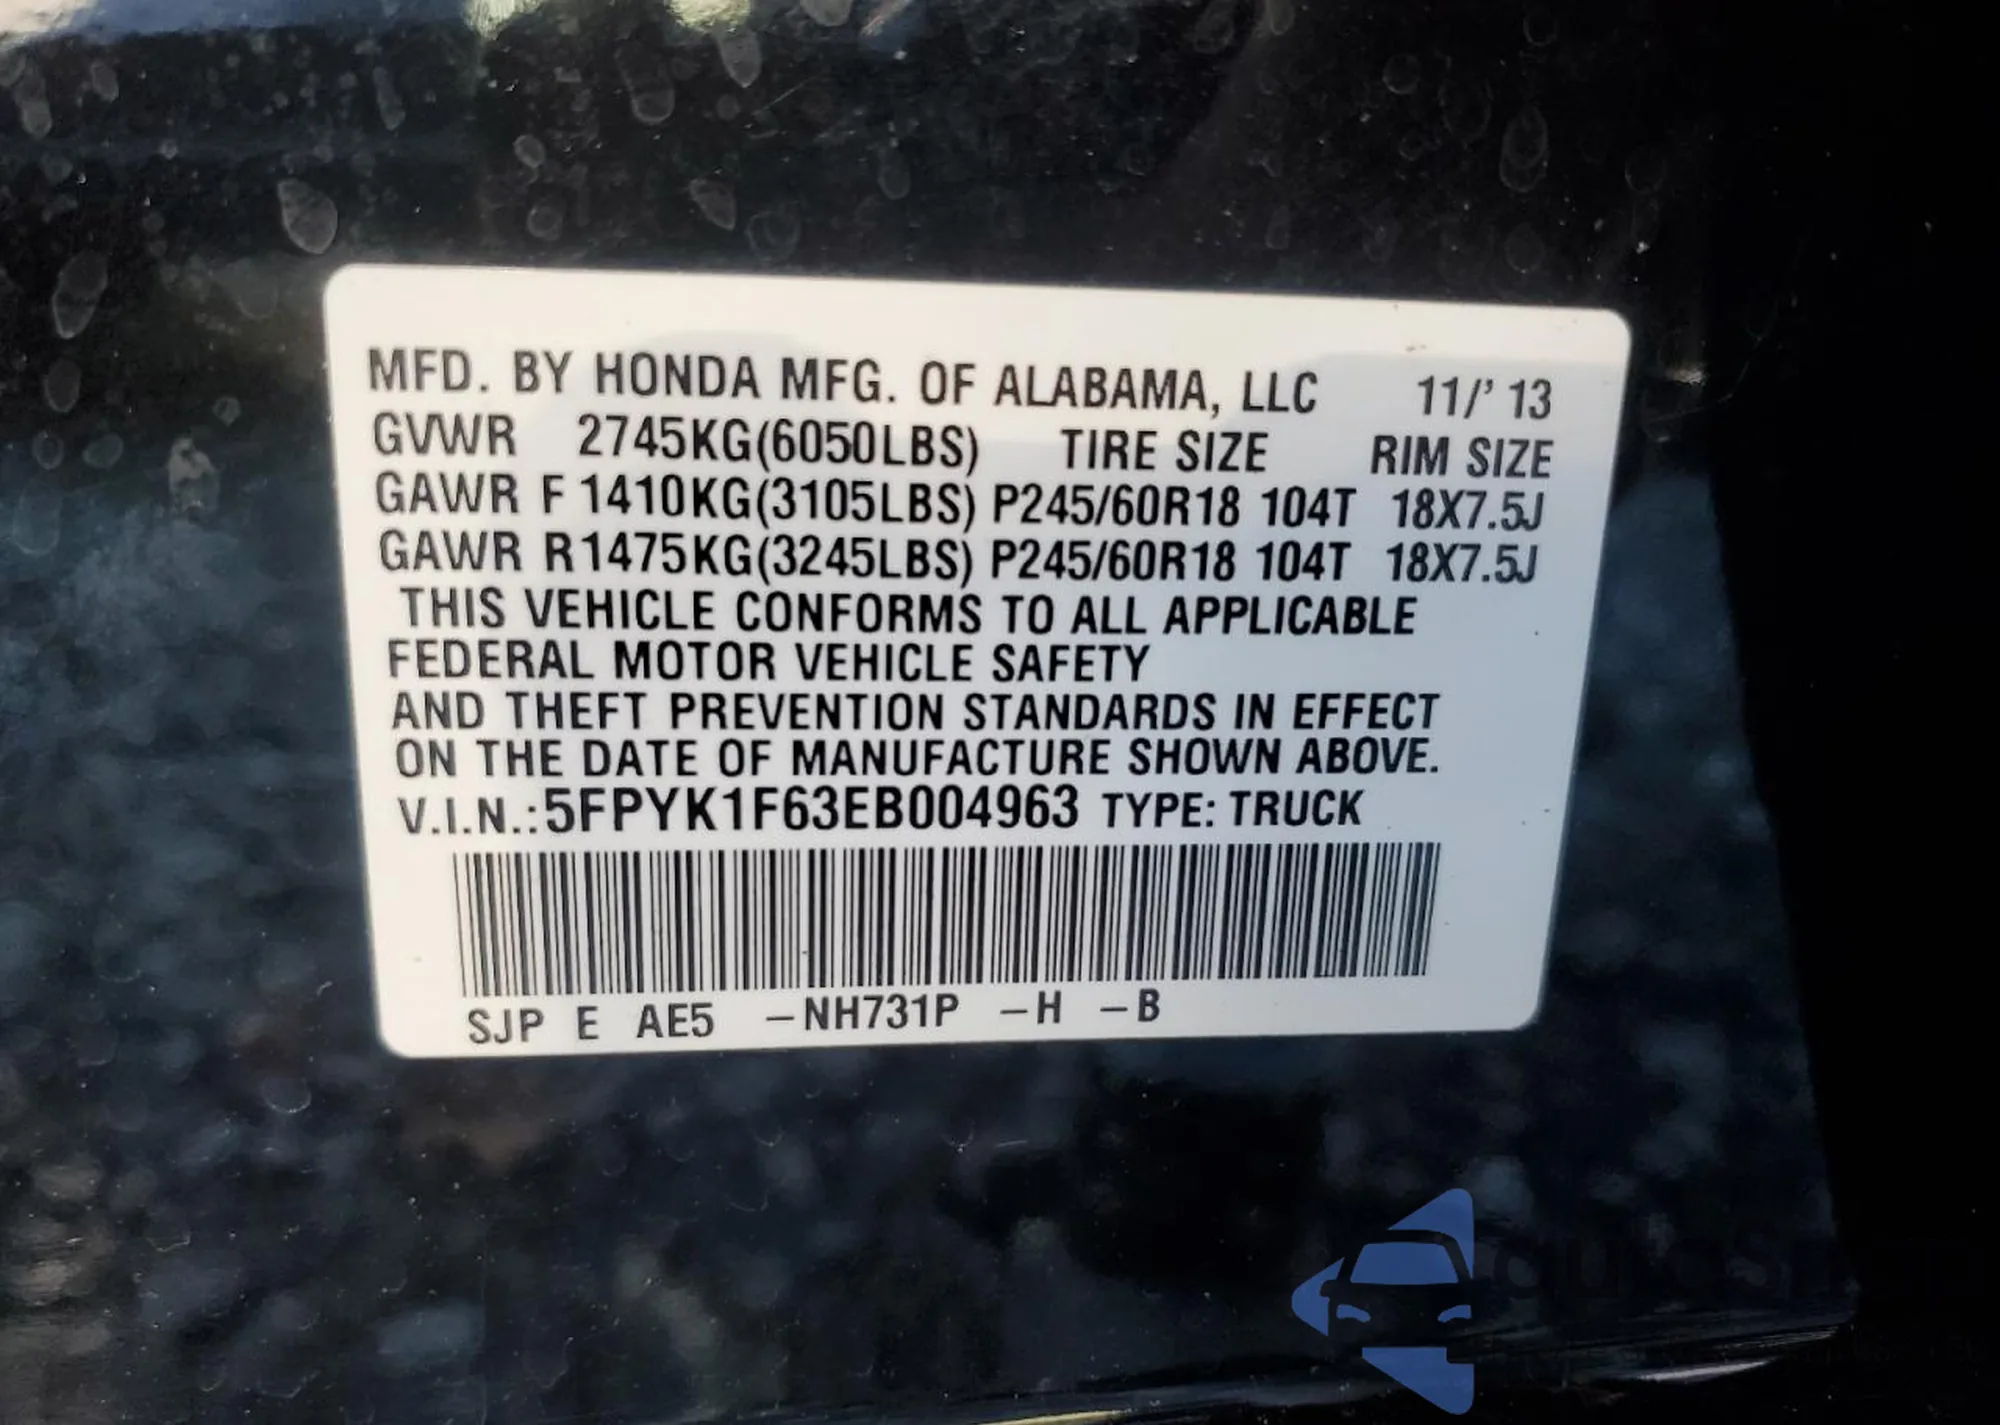 MFD. BY HONDA MFG. OF ALABAMA, LLC 11/' 13
GVWR 2745KG(6050LBS) TIRE SIZE RIM SIZE
GAWR F 1410KG(3105LBS) P245/60R18 104T 18X7.5J
GAWR R1475KG(3245LBS) P245/60R18 104T 18X7.5J
THIS VEHICLE CONFORMS TO ALL APPLICABLE
FEDERAL MOTOR VEHICLE SAFETY
AND THEFT PREVENTION STANDARDS IN EFFECT
ON THE DATE OF MANUFACTURE SHOWN ABOVE.
V.I.N.:5FPYK1F63EB004963 TYPE: TRUCK
SJP E AE5 -NH731P -H -B